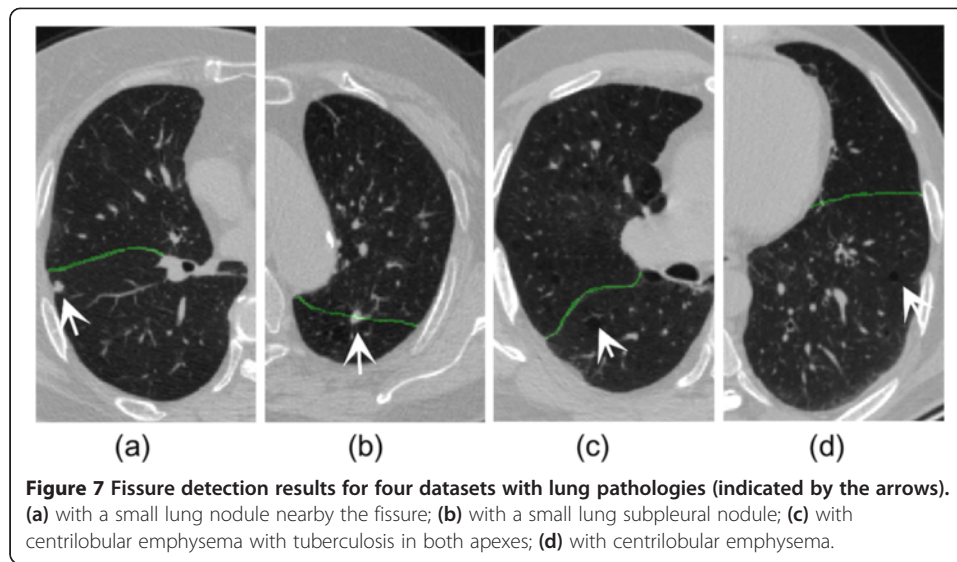 (a) (b) (c) (d)
Figure 7 Fissure detection results for four datasets with lung pathologies (indicated by the arrows).
(a) with a small lung nodule nearby the fissure; (b) with a small lung subpleural nodule; (c) with
centrilobular emphysema with tuberculosis in both apexes; (d) with centrilobular emphysema.